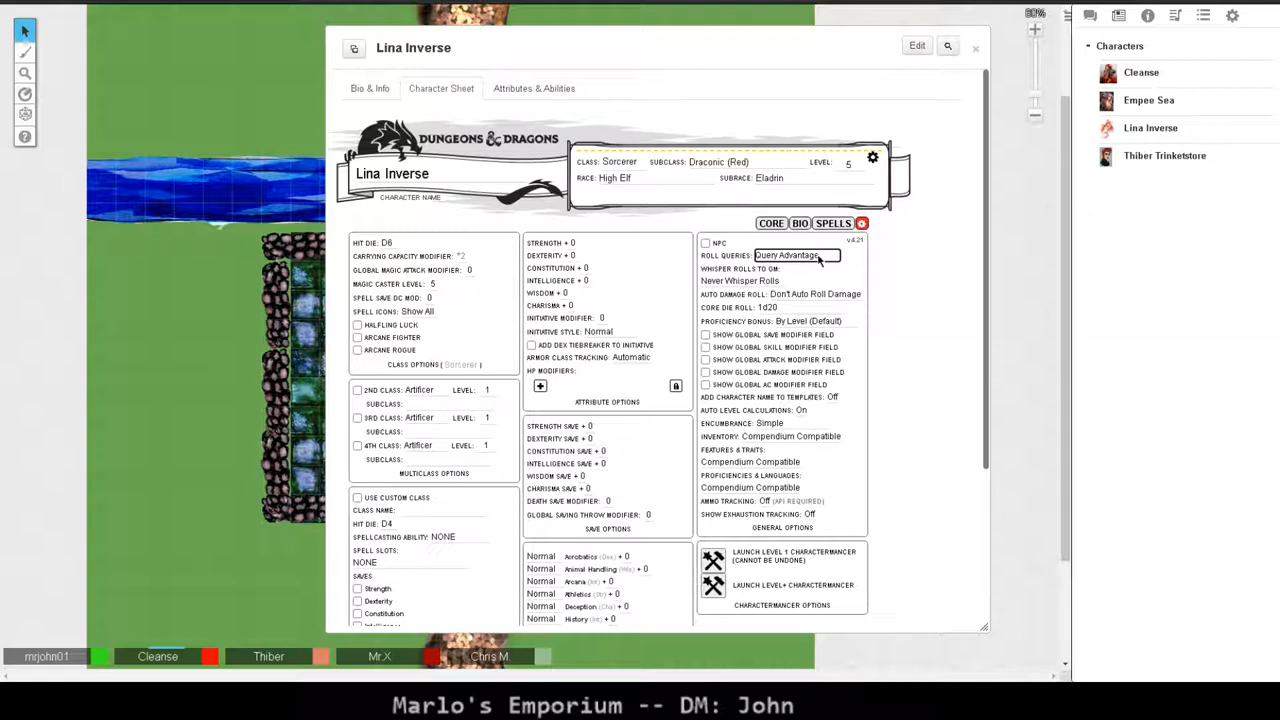 80%
Lina Inverse
Edit
Bio & Info
Character Sheet
Attributes & Abilities
DUNGEONS & DRAGONS
Lina Inverse
CHARACTER NAME
CLASS: Sorcerer SUBCLASS: Draconic (Red) LEVEL: 5
RACE: High Elf SUBRACE: Eladrin
CORE BIO SPELLS
HIT DIE: D6
CARRYING CAPACITY MODIFIER: *2
GLOBAL MAGIC ATTACK MODIFIER: 0
MAGIC CASTER LEVEL: 5
SPELL SAVE DC MOD: 0
SPELL ICONS: Show All
HALFLING LUCK
ARCANE FIGHTER
ARCANE ROGUE
CLASS OPTIONS ( Sorcerer )
2ND CLASS: Artificer LEVEL: 1
SUBCLASS:
3RD CLASS: Artificer LEVEL: 1
SUBCLASS:
4TH CLASS: Artificer LEVEL: 1
SUBCLASS:
MULTICLASS OPTIONS
USE CUSTOM CLASS
CLASS NAME:
HIT DIE: D4
SPELLCASTING ABILITY: NONE
SPELL SLOTS:
NONE
SAVES
Strength
Dexterity
Constitution
STRENGTH + 0
DEXTERITY + 0
CONSTITUTION + 0
INTELLIGENCE + 0
WISDOM + 0
CHARISMA + 0
INITIATIVE MODIFIER: 0
INITIATIVE STYLE: Normal
ADD DEX TIEBREAKER TO INITIATIVE
ARMOR CLASS TRACKING: Automatic
HP MODIFIERS:
ATTRIBUTE OPTIONS
STRENGTH SAVE + 0
DEXTERITY SAVE + 0
CONSTITUTION SAVE + 0
INTELLIGENCE SAVE + 0
WISDOM SAVE + 0
CHARISMA SAVE + 0
DEATH SAVE MODIFIER: 0
GLOBAL SAVING THROW MODIFIER: 0
SAVE OPTIONS
Normal Acrobatics (Dex) + 0
Normal Animal Handling (Wis) + 0
Normal Arcana (Int) + 0
Normal Athletics (Str) + 0
Normal Deception (Cha) + 0
Normal History (Int) + 0
NPC v4.21
ROLL QUERIES: Query Advantage
WHISPER ROLLS TO GM:
Never Whisper Rolls
AUTO DAMAGE ROLL: Don't Auto Roll Damage
CORE DIE ROLL: 1d20
PROFICIENCY BONUS: By Level (Default)
SHOW GLOBAL SAVE MODIFIER FIELD
SHOW GLOBAL SKILL MODIFIER FIELD
SHOW GLOBAL ATTACK MODIFIER FIELD
SHOW GLOBAL DAMAGE MODIFIER FIELD
SHOW GLOBAL AC MODIFIER FIELD
ADD CHARACTER NAME TO TEMPLATES: Off
AUTO LEVEL CALCULATIONS: On
ENCUMBRANCE: Simple
INVENTORY: Compendium Compatible
FEATURES & TRAITS:
Compendium Compatible
PROFICIENCIES & LANGUAGES:
Compendium Compatible
AMMO TRACKING: Off (API REQUIRED)
SHOW EXHAUSTION TRACKING: Off
GENERAL OPTIONS
LAUNCH LEVEL 1 CHARACTERMANCER
(CANNOT BE UNDONE)
LAUNCH LEVEL+ CHARACTERMANCER
CHARACTERMANCER OPTIONS
Characters
Cleanse
Empee Sea
Lina Inverse
Thiber Trinketstore
mrjohn01 Cleanse Thiber Mr.X Chris M.
Marlo's Emporium -- DM: John